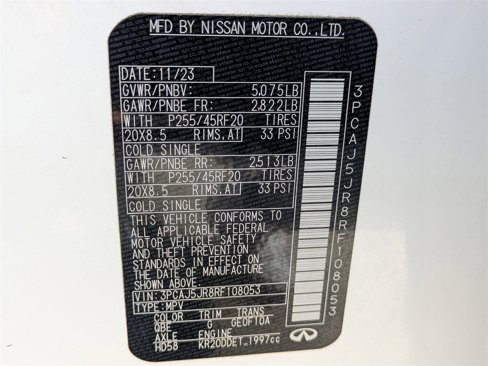 MFD BY NISSAN MOTOR CO.,LTD.
DATE: 11/23
GVWR/PNBV: 5,075LB
GAWR/PNBE FR: 2,822LB
WITH P255/45RF20 TIRES
20X8.5 RIMS.AT 33 PSI
COLD SINGLE
GAWR/PNBE RR: 2,513LB
WITH P255/45RF20 TIRES
20X8.5 RIMS.AT 33 PSI
COLD SINGLE
THIS VEHICLE CONFORMS TO
ALL APPLICABLE FEDERAL
MOTOR VEHICLE SAFETY
AND THEFT PREVENTION
STANDARDS IN EFFECT ON
THE DATE OF MANUFACTURE
SHOWN ABOVE.
VIN: 3PCAJ5JR8RF108053
TYPE: MPV
COLOR TRIM TRANS
QBE G GE0F10A
AXLE ENGINE
HD58 KR20DDET 1997cc
3PCAJ5JR8RF108053